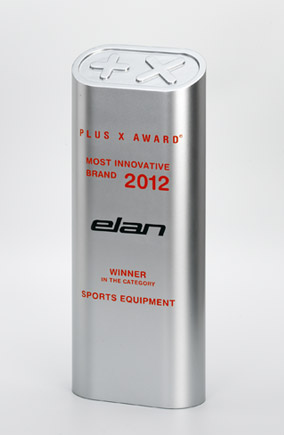 PLUS X AWARD®
MOST INNOVATIVE
BRAND 2012
elan
WINNER
IN THE CATEGORY
SPORTS EQUIPMENT